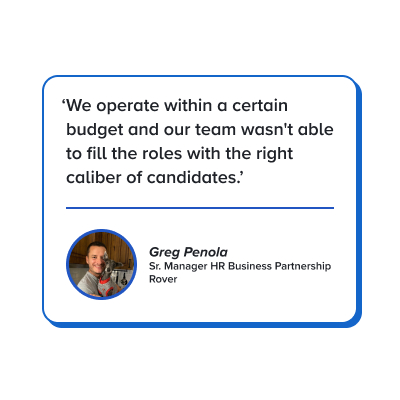 ‘We operate within a certain
budget and our team wasn't able
to fill the roles with the right
caliber of candidates.’
Greg Penola
Sr. Manager HR Business Partnership
Rover